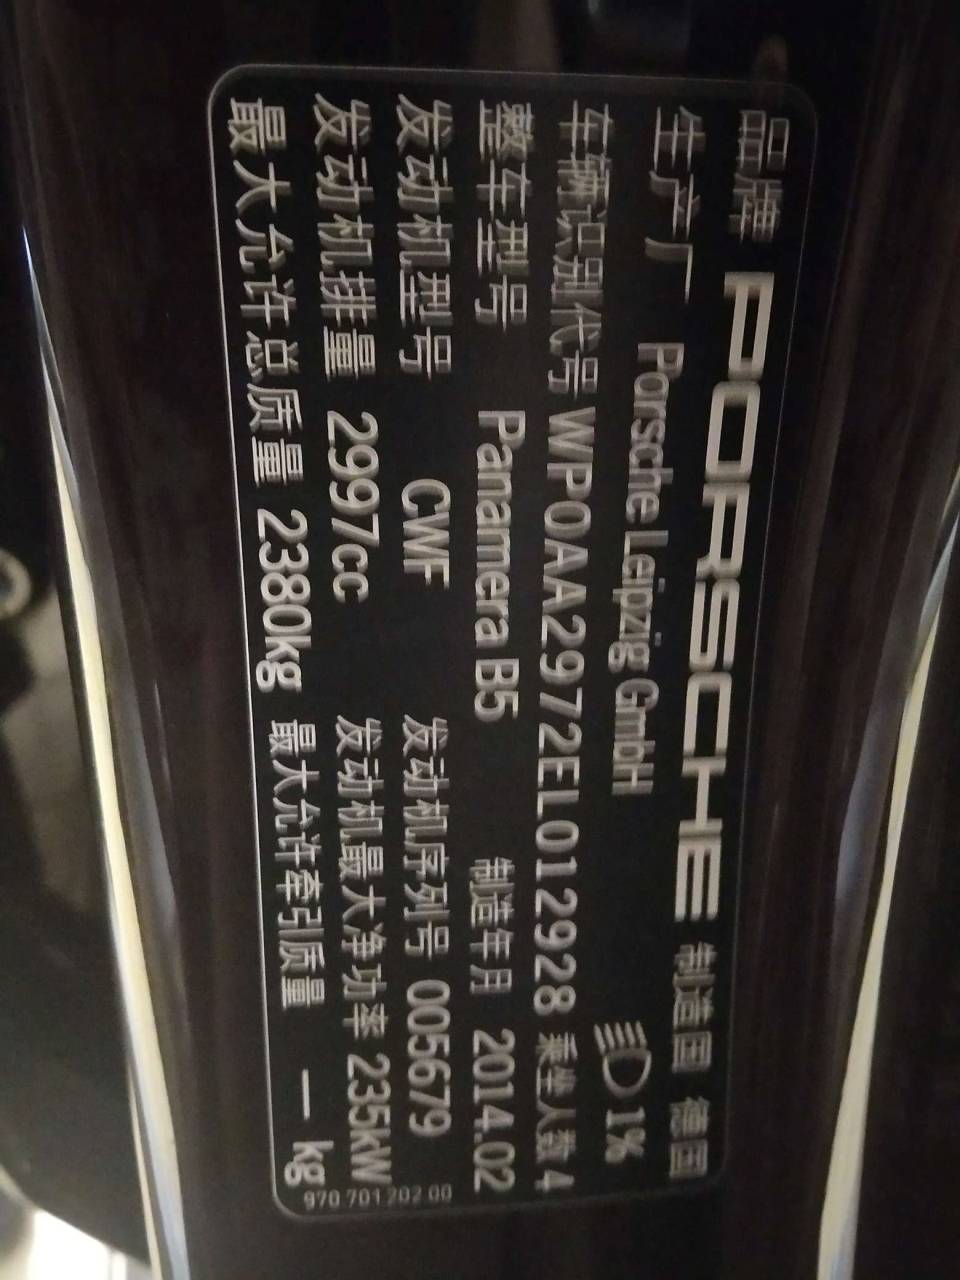 品牌 PORSCHE 制造国 德国
生产厂 Porsche Leipzig GmbH 1%
车辆识别代号 WP0AA2972EL012928 乘坐人数 4
整车型号 Panamera B5 制造年月 2014.02
发动机型号 CWF 发动机序列号 005679
发动机排量 2997cc 发动机最大净功率 235kW
最大允许总质量 2380kg 最大允许牵引质量 — kg
970 701 202 00